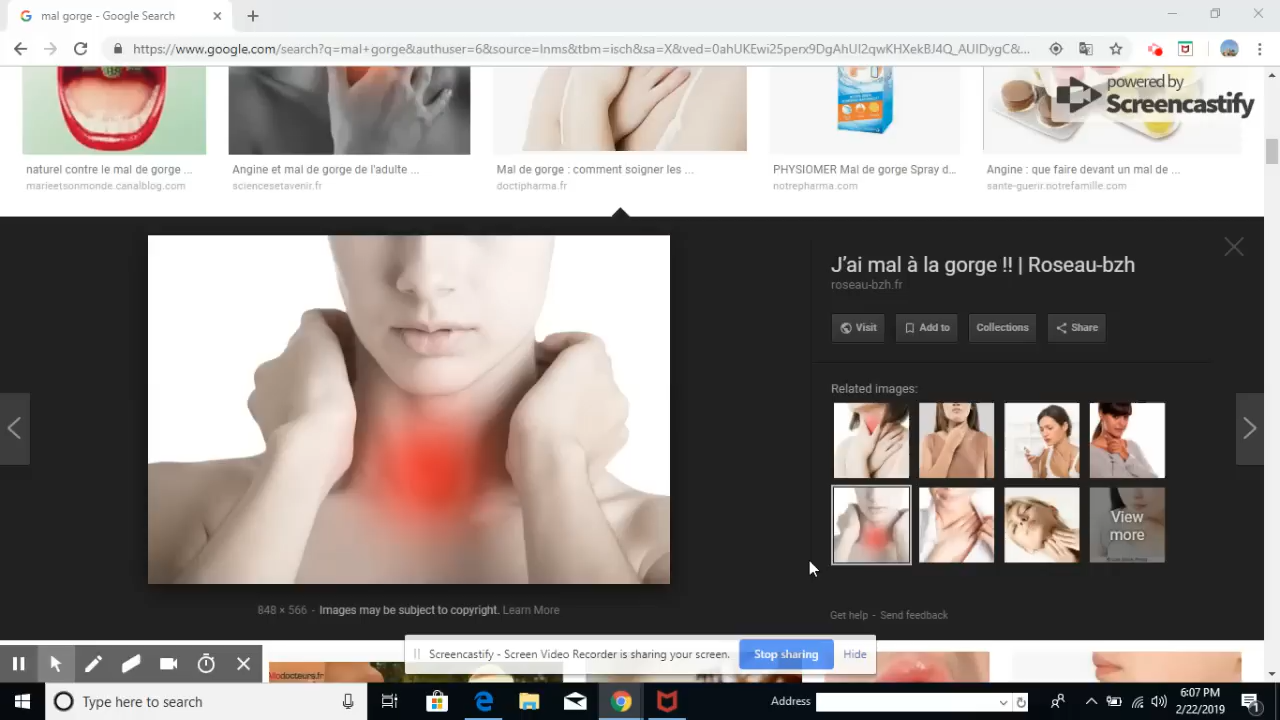 mal gorge - Google Search
https://www.google.com/search?q=mal+gorge&authuser=6&source=lnms&tbm=isch&sa=X&ved=0ahUKEwi25perx9DgAhUI2qwKHXekBJ4Q_AUIDygC&...
powered by
Screencastify
naturel contre le mal de gorge ...
marieetsonmonde.canalblog.com
Angine et mal de gorge de l'adulte ...
sciencesetavenir.fr
Mal de gorge : comment soigner les ...
doctipharma.fr
PHYSIOMER Mal de gorge Spray d...
notrepharma.com
Angine : que faire devant un mal de ...
sante-guerir.notrefamille.com
J'ai mal à la gorge !! | Roseau-bzh
roseau-bzh.fr
Visit
Add to
Collections
Share
Related images:
View
more
848 × 566 - Images may be subject to copyright. Learn More
Get help - Send feedback
Screencastify - Screen Video Recorder is sharing your screen.
Stop sharing
Hide
docteurs.fr
Type here to search
Address
6:07 PM
2/22/2019
1